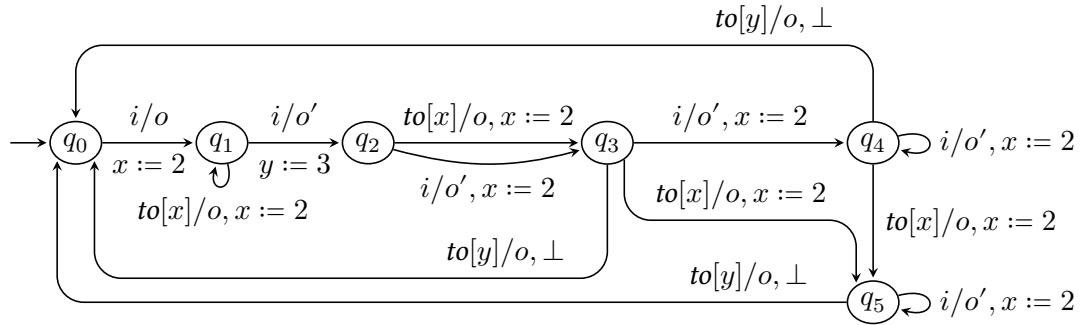 to[y]/o, ⊥
q₀
i/o
x := 2
q₁
to[x]/o, x := 2
i/o′
y := 3
q₂
to[x]/o, x := 2
i/o′, x := 2
q₃
i/o′, x := 2
q₄
i/o′, x := 2
to[x]/o, x := 2
to[x]/o, x := 2
to[y]/o, ⊥
to[y]/o, ⊥
q₅
i/o′, x := 2